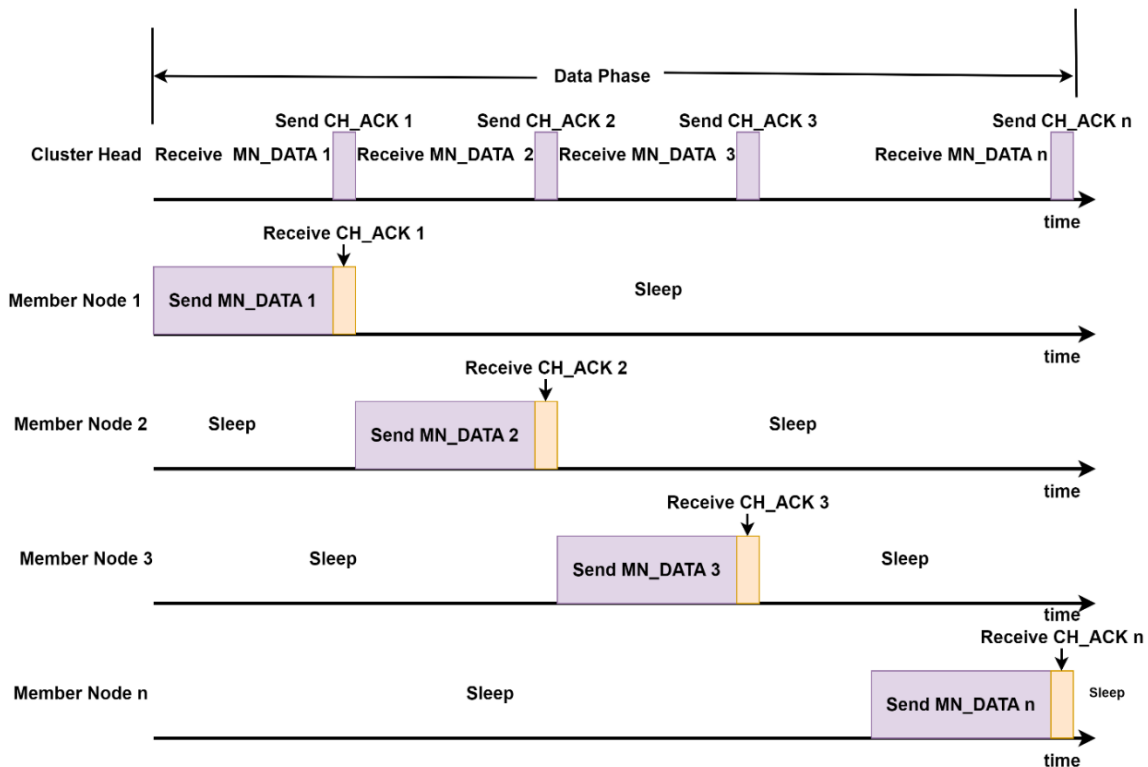 Data Phase
Send CH_ACK 1
Send CH_ACK 2
Send CH_ACK 3
Send CH_ACK n
Cluster Head
Receive MN_DATA 1
Receive MN_DATA 2
Receive MN_DATA 3
Receive MN_DATA n
time
Receive CH_ACK 1
Member Node 1
Send MN_DATA 1
Sleep
time
Receive CH_ACK 2
Member Node 2
Sleep
Send MN_DATA 2
Sleep
time
Receive CH_ACK 3
Member Node 3
Sleep
Send MN_DATA 3
Sleep
time
Receive CH_ACK n
Member Node n
Sleep
Send MN_DATA n
Sleep
time